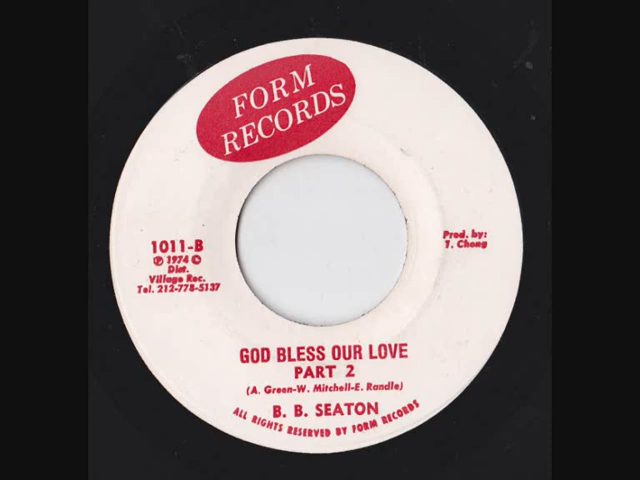 FORM
RECORDS
1011-B
℗ 1974 ©
Dist.
Village Rec.
Tel. 212-778-5137
Prod. by:
T. Chong
GOD BLESS OUR LOVE
PART 2
(A. Green-W. Mitchell-E. Randle)
B. B. SEATON
ALL RIGHTS RESERVED BY FORM RECORDS